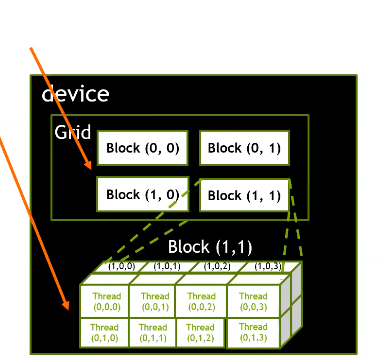 device
Grid
Block (0, 0) Block (0, 1)
Block (1, 0) Block (1, 1)
Block (1,1)
(1,0,0) (1,0,1) (1,0,2) (1,0,3)
Thread Thread Thread Thread
(0,0,0) (0,0,1) (0,0,2) (0,0,3)
Thread Thread Thread Thread
(0,1,0) (0,1,1) (0,1,2) (0,1,3)